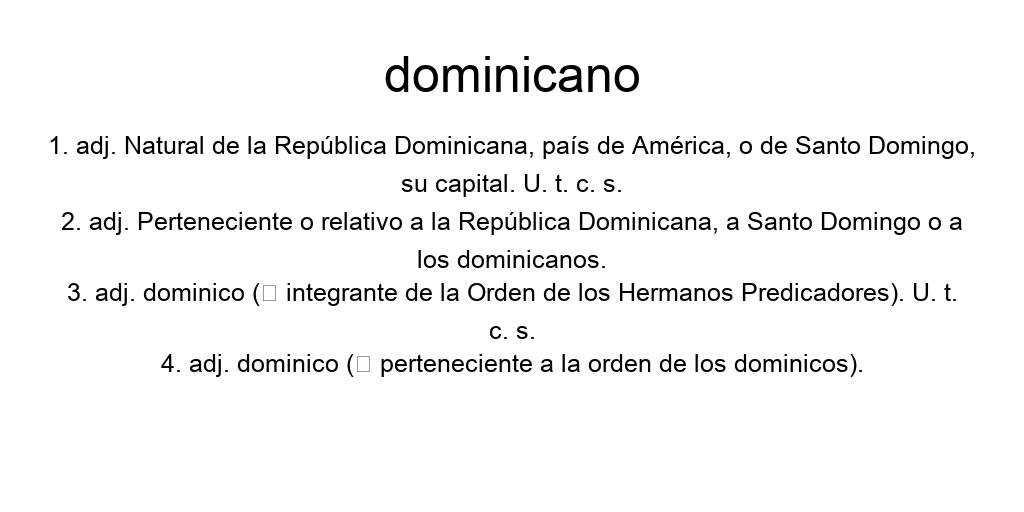 dominicano
1. adj. Natural de la República Dominicana, país de América, o de Santo Domingo,
su capital. U. t. c. s.
2. adj. Perteneciente o relativo a la República Dominicana, a Santo Domingo o a
los dominicanos.
3. adj. dominico (□ integrante de la Orden de los Hermanos Predicadores). U. t.
c. s.
4. adj. dominico (□ perteneciente a la orden de los dominicos).